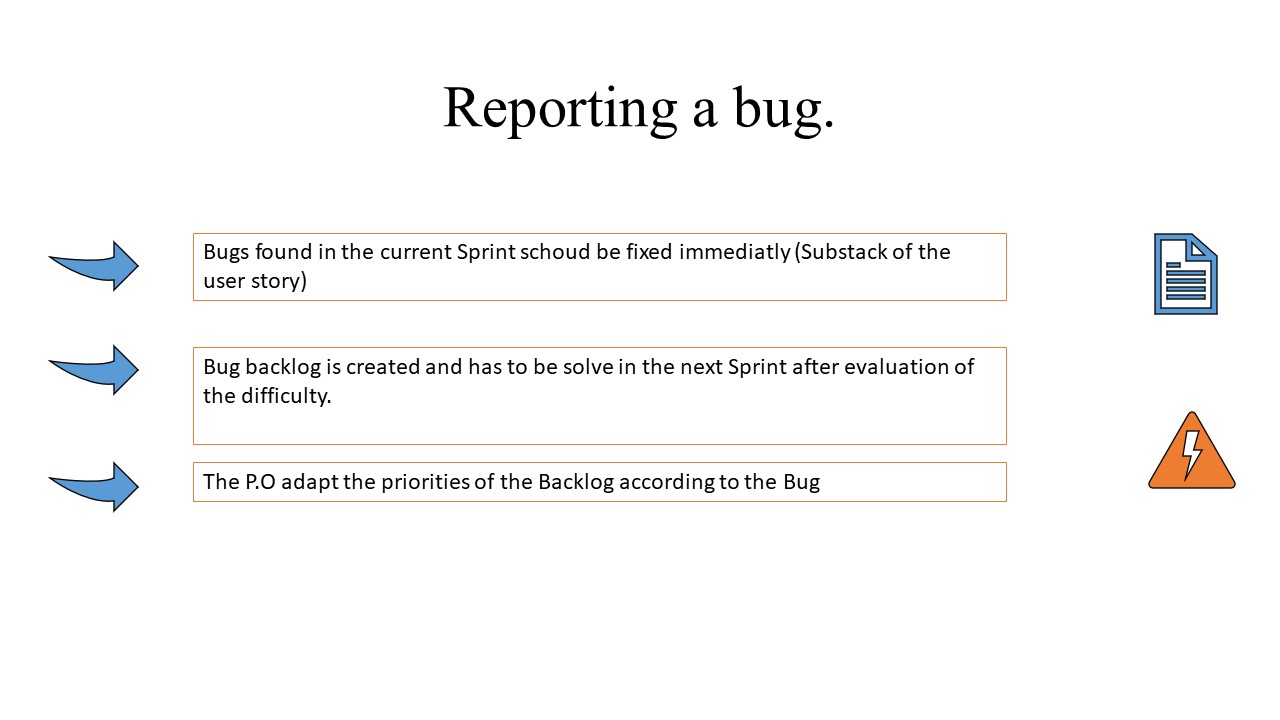 Reporting a bug.
Bugs found in the current Sprint schoud be fixed immediatly (Substack of the
user story)
Bug backlog is created and has to be solve in the next Sprint after evaluation of
the difficulty.
The P.O adapt the priorities of the Backlog according to the Bug